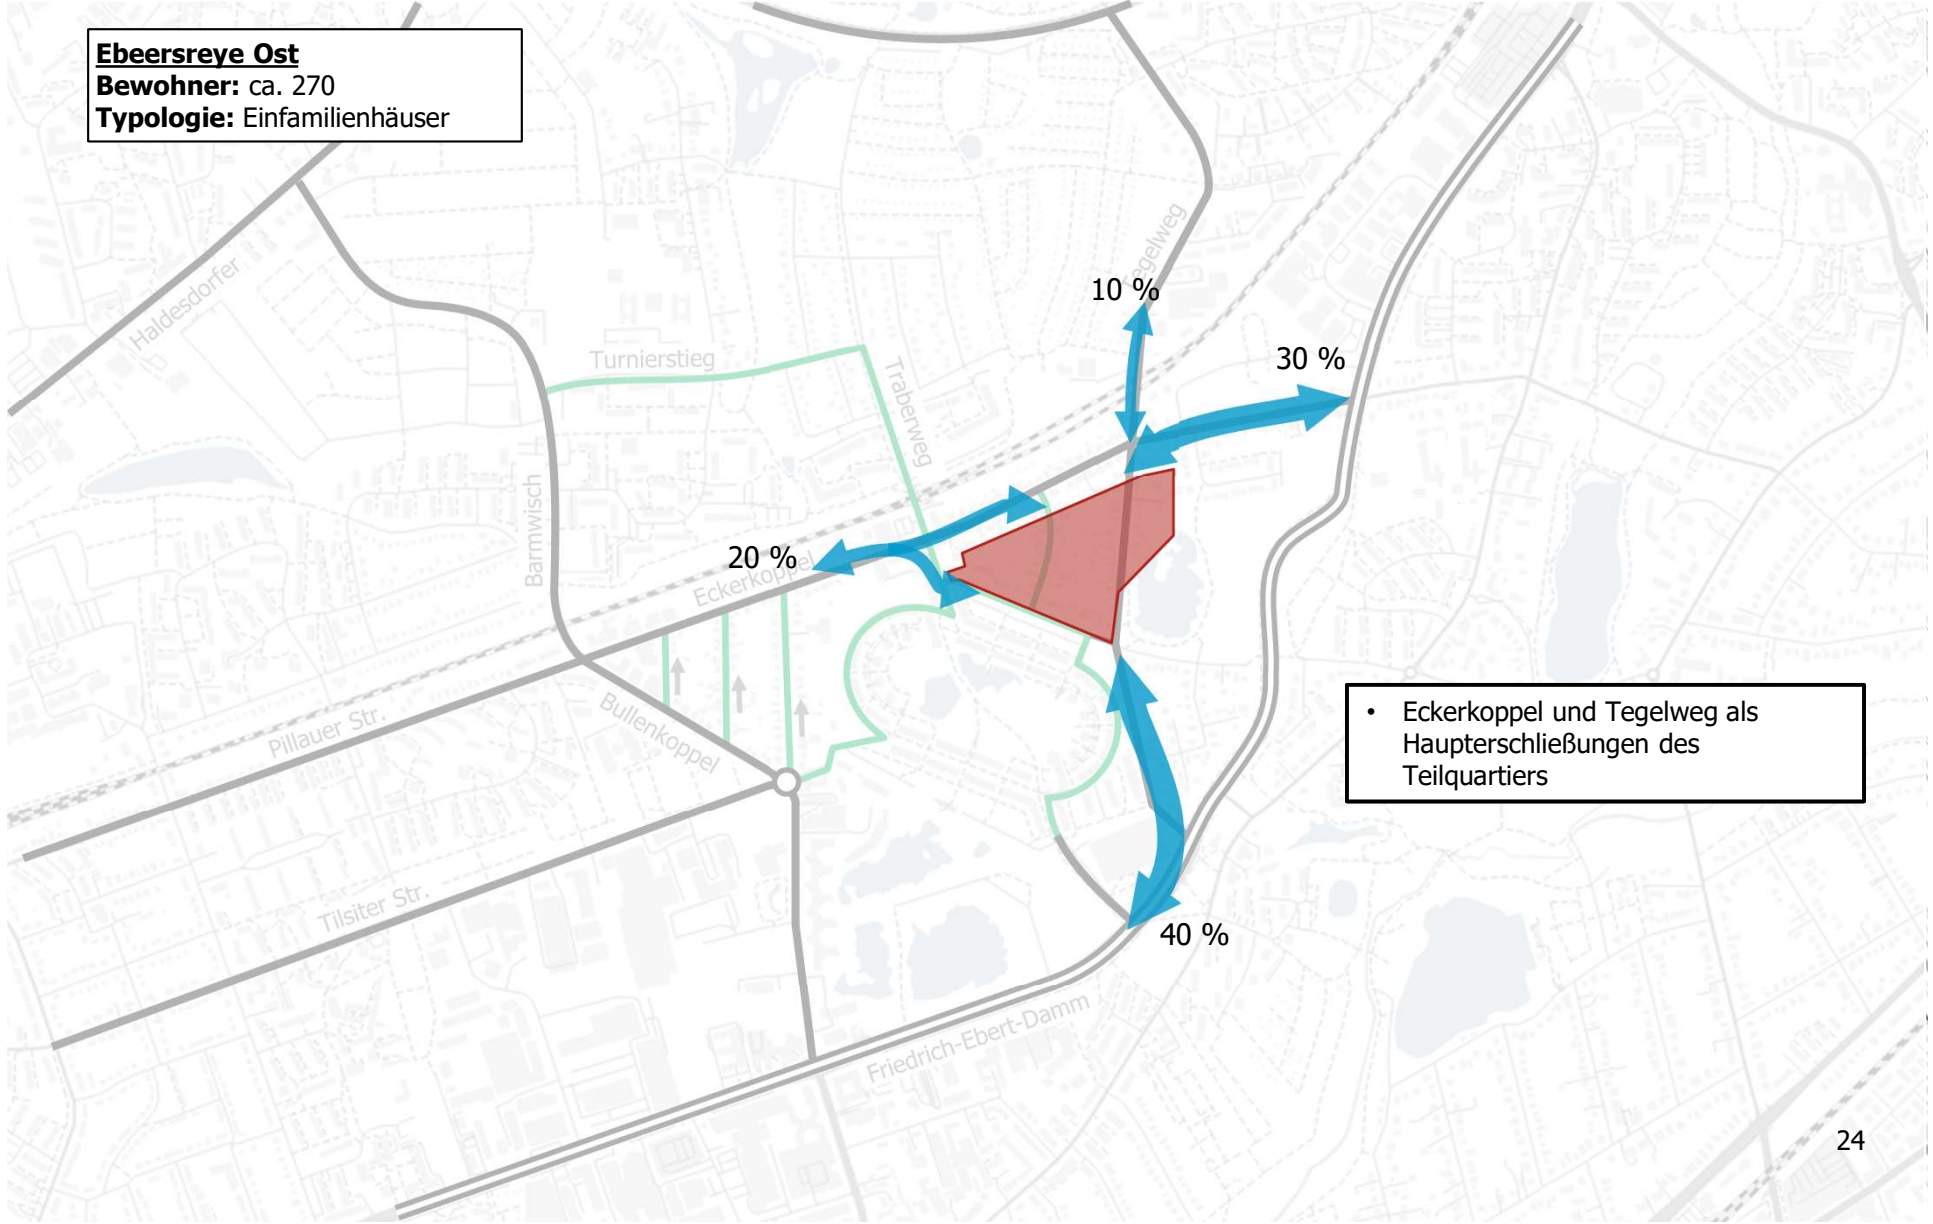 Ebeersreye Ost
Bewohner: ca. 270
Typologie: Einfamilienhäuser
Haldesdorfer
Tegelweg
10 %
30 %
Turnierstieg
Traberweg
Barmwisch
20 %
Eckerkoppel
Pillauer Str.
Bullenkoppel
• Eckerkoppel und Tegelweg als
Haupterschließungen des
Teilquartiers
Tilsiter Str.
40 %
Friedrich-Ebert-Damm
24